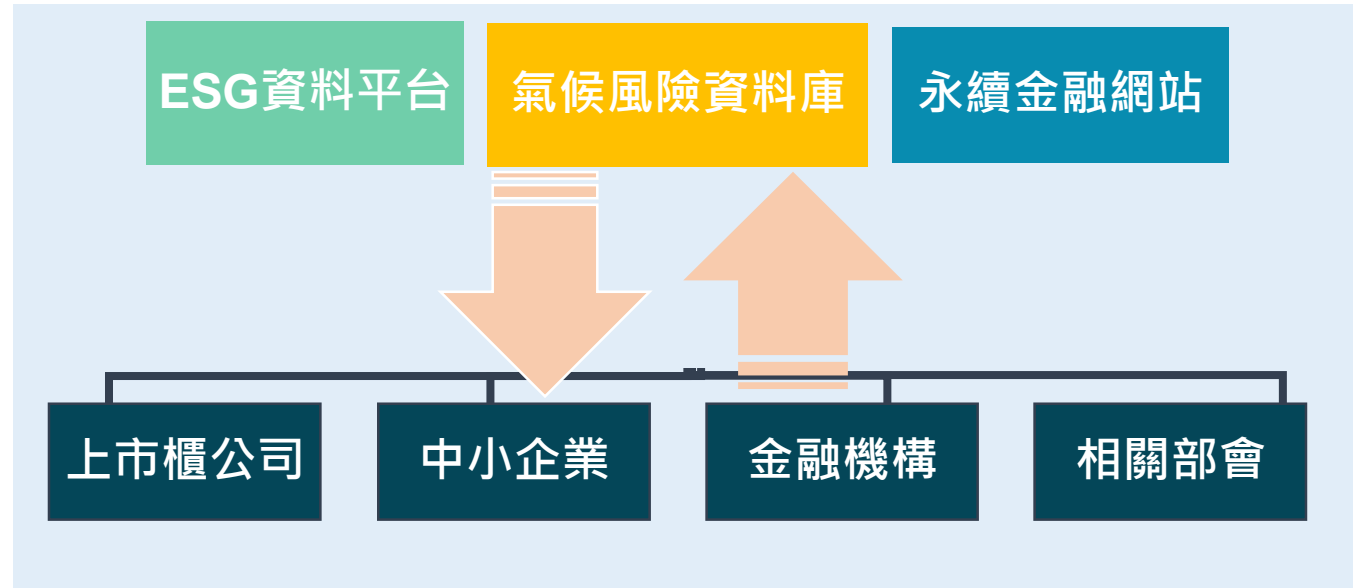 ESG資料平台
氣候風險資料庫
永續金融網站
上市櫃公司
中小企業
金融機構
相關部會